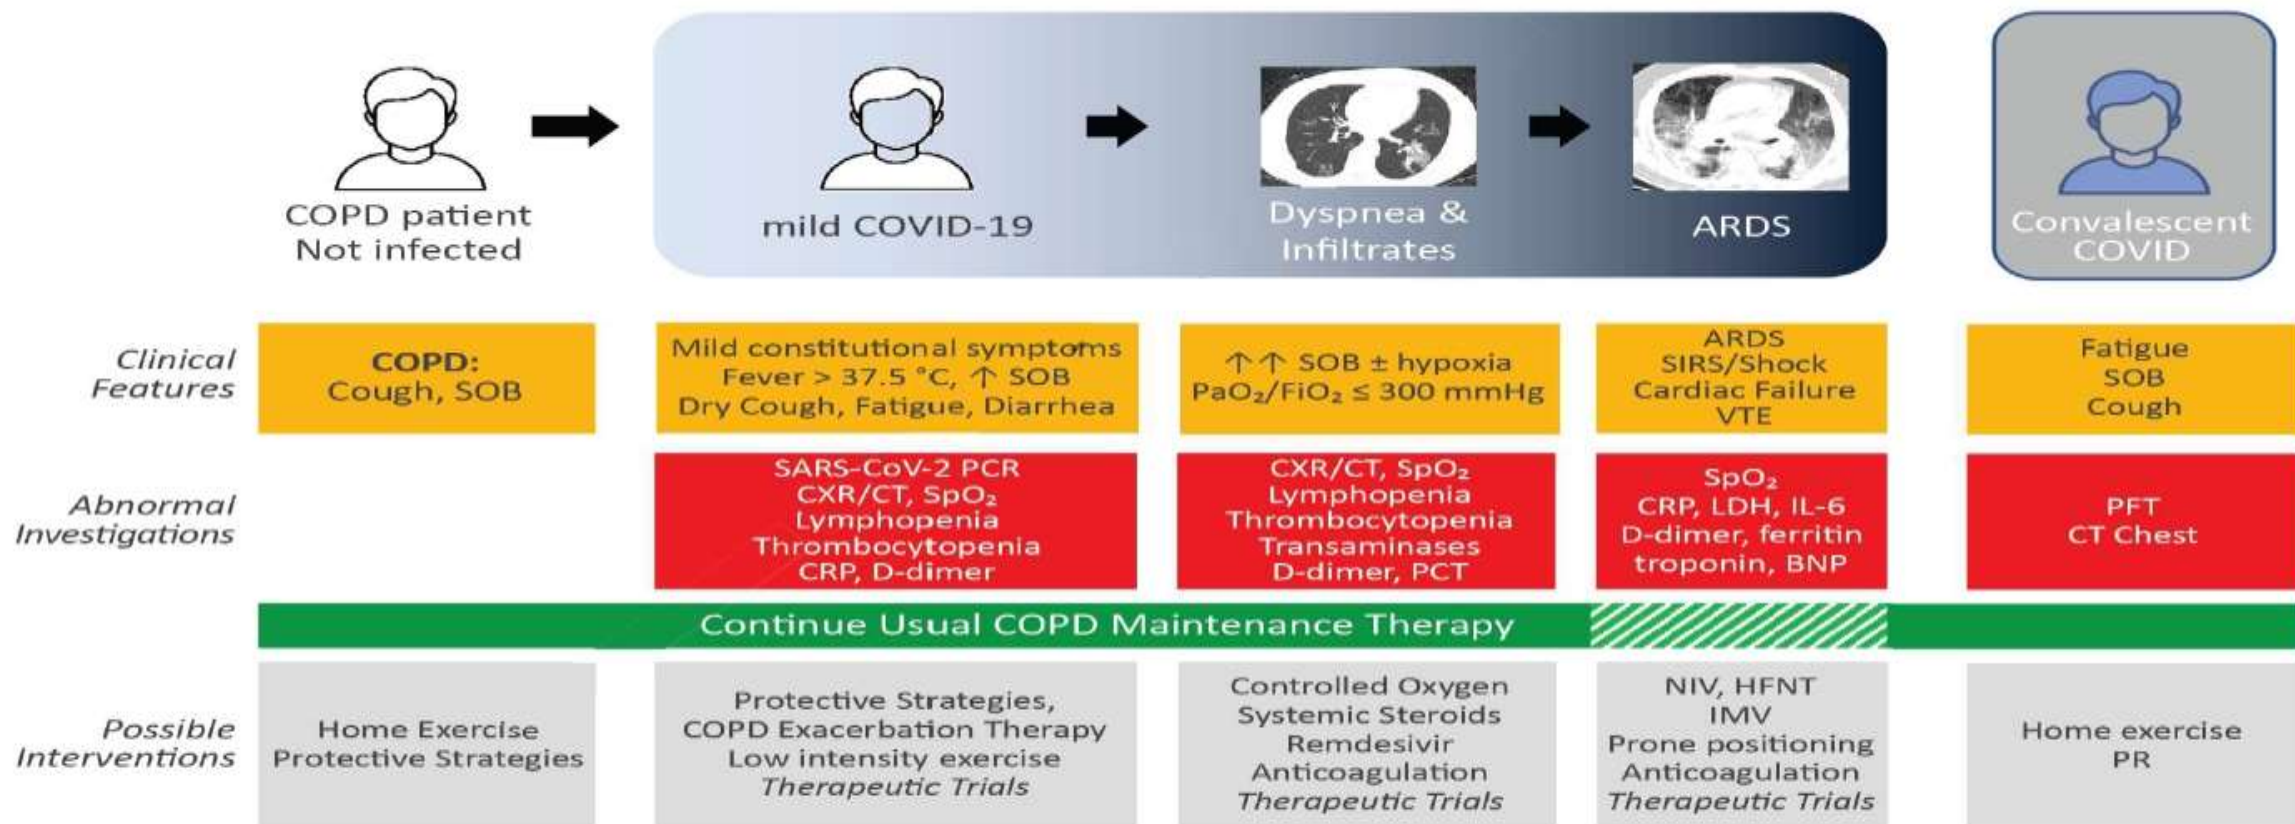 COPD patient
Not infected
mild COVID-19
Dyspnea &
Infiltrates
ARDS
Convalescent
COVID
Clinical
Features
COPD:
Cough, SOB
Mild constitutional symptoms
Fever > 37.5 °C, ↑ SOB
Dry Cough, Fatigue, Diarrhea
↑↑ SOB ± hypoxia
PaO₂/FiO₂ ≤ 300 mmHg
ARDS
SIRS/Shock
Cardiac Failure
VTE
Fatigue
SOB
Cough
Abnormal
Investigations
SARS-CoV-2 PCR
CXR/CT, SpO₂
Lymphopenia
Thrombocytopenia
CRP, D-dimer
CXR/CT, SpO₂
Lymphopenia
Thrombocytopenia
Transaminases
D-dimer, PCT
SpO₂
CRP, LDH, IL-6
D-dimer, ferritin
troponin, BNP
PFT
CT Chest
Continue Usual COPD Maintenance Therapy
Possible
Interventions
Home Exercise
Protective Strategies
Protective Strategies,
COPD Exacerbation Therapy
Low intensity exercise
Therapeutic Trials
Controlled Oxygen
Systemic Steroids
Remdesivir
Anticoagulation
Therapeutic Trials
NIV, HFNT
IMV
Prone positioning
Anticoagulation
Therapeutic Trials
Home exercise
PR